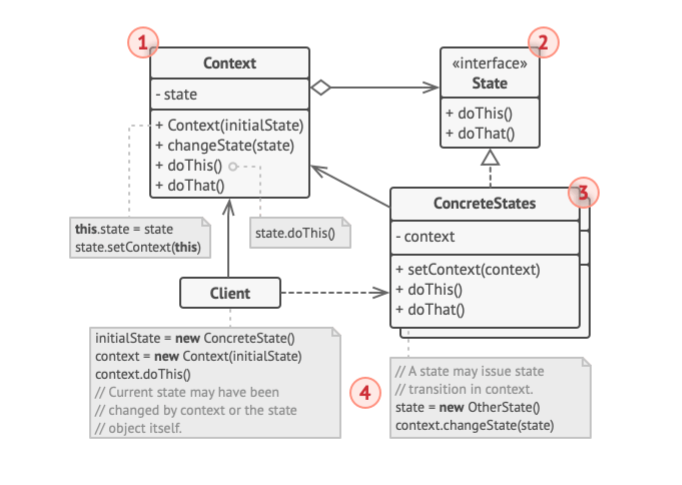 1
Context
- state
+ Context(initialState)
+ changeState(state)
+ doThis()
+ doThat()
2
«interface»
State
+ doThis()
+ doThat()
this.state = state
state.setContext(this)
state.doThis()
3
ConcreteStates
- context
+ setContext(context)
+ doThis()
+ doThat()
Client
initialState = new ConcreteState()
context = new Context(initialState)
context.doThis()
// Current state may have been
// changed by context or the state
// object itself.
4
// A state may issue state
// transition in context.
state = new OtherState()
context.changeState(state)